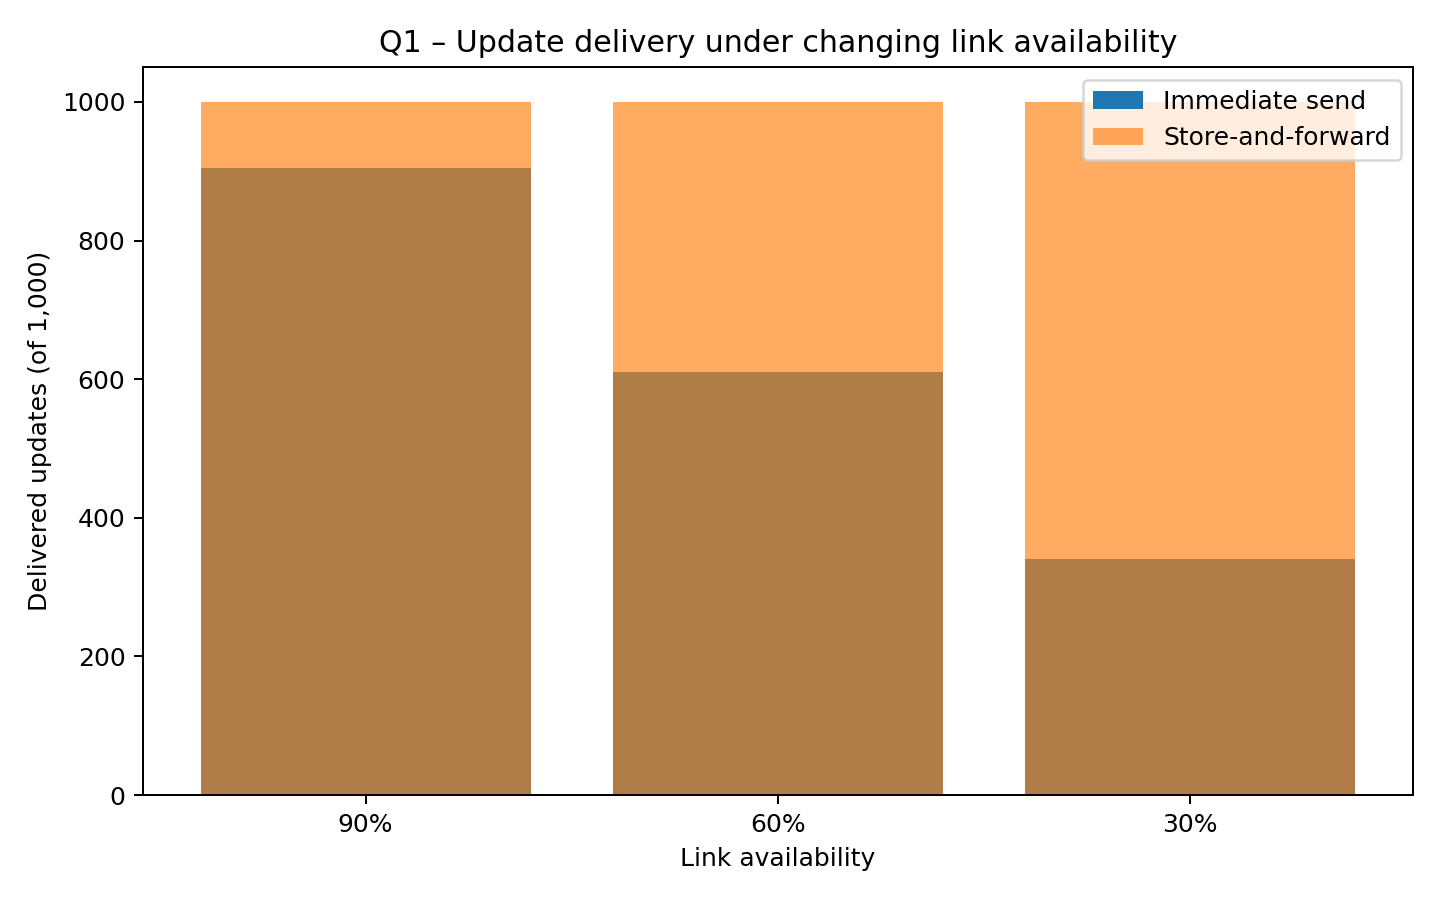 Q1 – Update delivery under changing link availability
Immediate send
Store-and-forward
Delivered updates (of 1,000)
1000
800
600
400
200
0
90%
60%
30%
Link availability